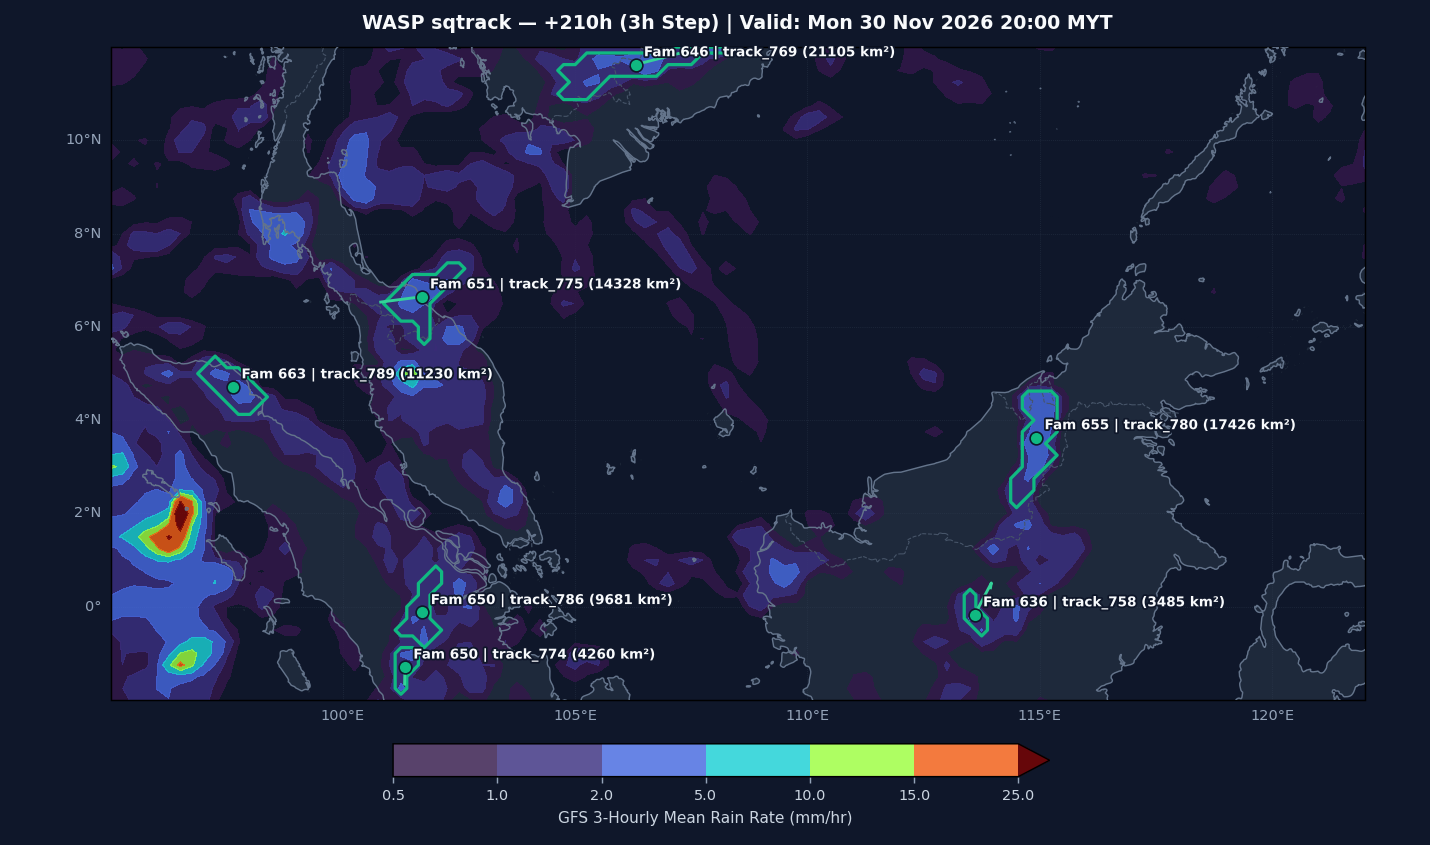 WASP sqtrack — +210h (3h Step) | Valid: Mon 30 Nov 2026 20:00 MYT
Fam 646 | track_769 (21105 km²)
10°N
8°N
Fam 651 | track_775 (14328 km²)
6°N
Fam 663 | track_789 (11230 km²)
4°N
Fam 655 | track_780 (17426 km²)
2°N
Fam 650 | track_786 (9681 km²)
Fam 636 | track_758 (3485 km²)
0°
Fam 650 | track_774 (4260 km²)
100°E 105°E 110°E 115°E 120°E
0.5 1.0 2.0 5.0 10.0 15.0 25.0
GFS 3-Hourly Mean Rain Rate (mm/hr)